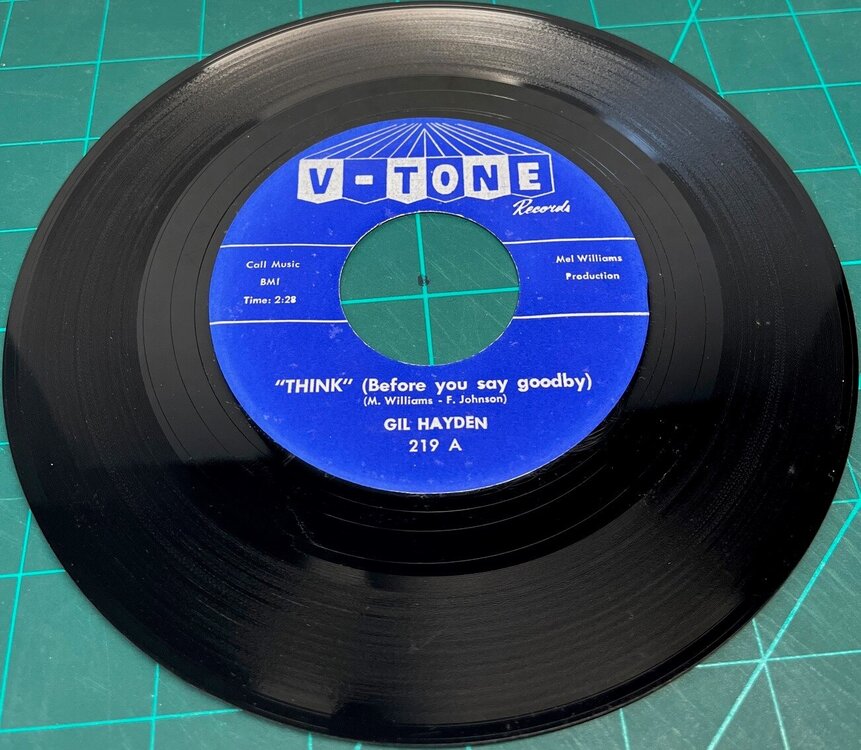 V-TONE
Records
Call Music
BMI
Time: 2:28
Mel Williams
Production
"THINK" (Before you say goodby)
(M. Williams - F. Johnson)
GIL HAYDEN
219 A